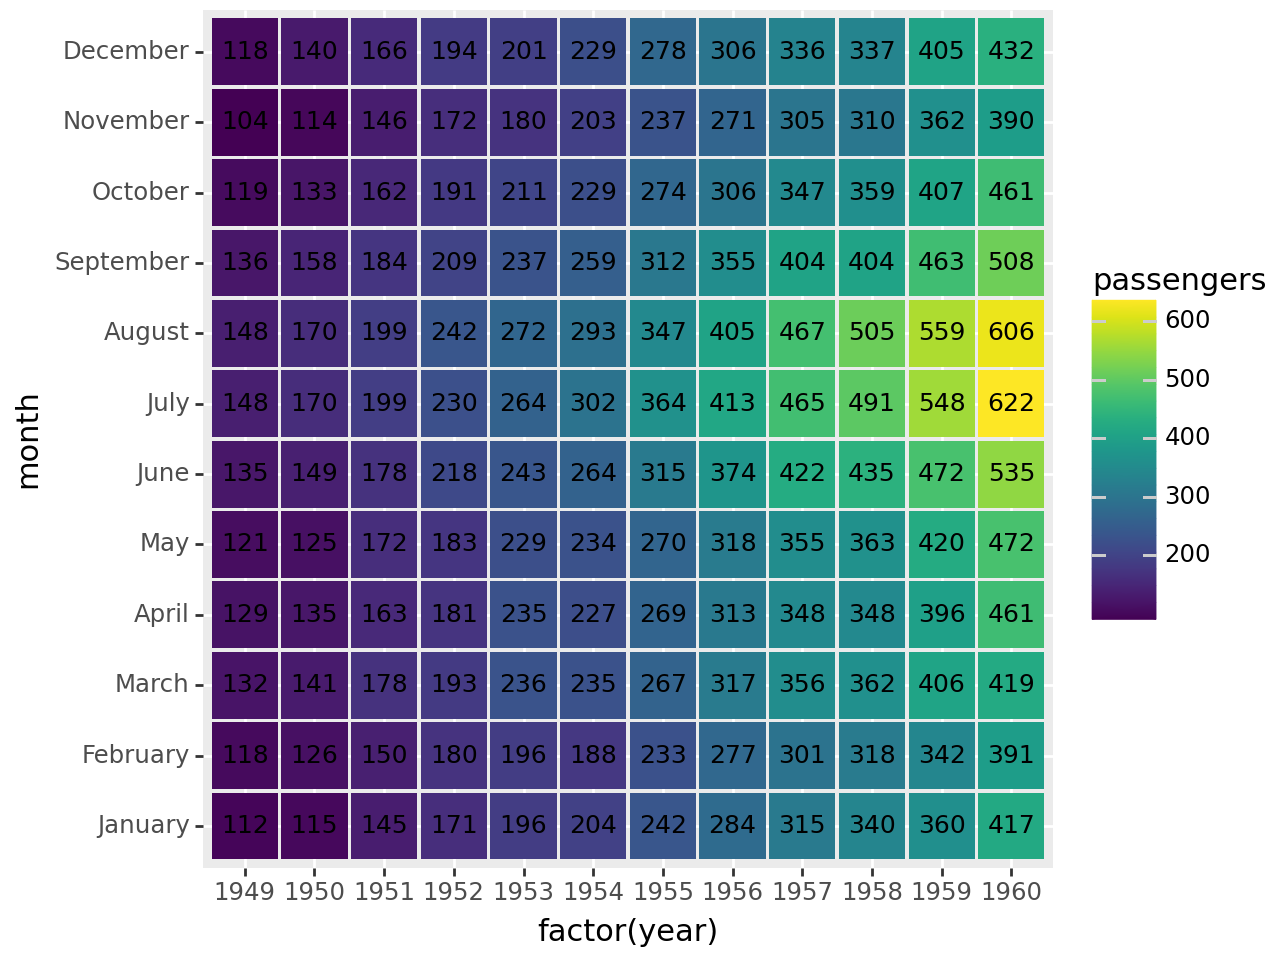 December 118 140 166 194 201 229 278 306 336 337 405 432
November 104 114 146 172 180 203 237 271 305 310 362 390
October 119 133 162 191 211 229 274 306 347 359 407 461
September 136 158 184 209 237 259 312 355 404 404 463 508
August 148 170 199 242 272 293 347 405 467 505 559 606
July 148 170 199 230 264 302 364 413 465 491 548 622
June 135 149 178 218 243 264 315 374 422 435 472 535
May 121 125 172 183 229 234 270 318 355 363 420 472
April 129 135 163 181 235 227 269 313 348 348 396 461
March 132 141 178 193 236 235 267 317 356 362 406 419
February 118 126 150 180 196 188 233 277 301 318 342 391
January 112 115 145 171 196 204 242 284 315 340 360 417
1949 1950 1951 1952 1953 1954 1955 1956 1957 1958 1959 1960
factor(year)
month
passengers
600
500
400
300
200